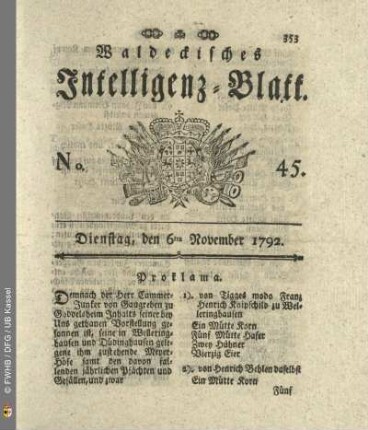 353
Waldeckisches
Intelligenz-Blatt.
No. 45.
Dienstag, den 6ten November 1792.
Proklama.
Demnach der Herr Cammer-
Junker von Gaugreben zu
Goddelsheim Inhalts seiner bey
Uns gethanen Vorstellung ge-
sonnen ist, seine in Wellering-
hausen und Düdinghausen gele-
gene ihm zustehende Meyer-
Höfe samt den davon fal-
lenden jährlichen Pfächten und
Gefällen, und zwar
1). von Tigges modo Franz
Henrich Knipschild zu Wel-
leringhausen
Ein Mütte Korn
Fünf Mütte Hafer
Zwey Hühner
Vierzig Eier
2). von Henrich Behlen daselbst
Ein Mütte Korn
Fünf
© FWHB / DFG / UB Kassel